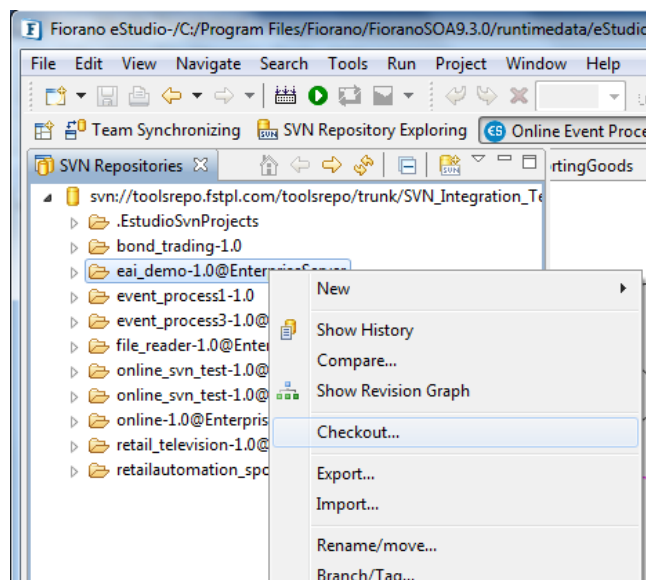 Fiorano eStudio-/C:/Program Files/Fiorano/FioranoSOA9.3.0/runtimedata/eStudio
File Edit View Navigate Search Tools Run Project Window Help
Team Synchronizing SVN Repository Exploring Online Event Proce
SVN Repositories rtingGoods
svn://toolsrepo.fstpl.com/toolsrepo/trunk/SVN_Integration_Te
.EstudioSvnProjects
bond_trading-1.0
eai_demo-1.0@EnterpriseServer
event_process1-1.0
event_process3-1.0@
file_reader-1.0@Enter
online_svn_test-1.0@
online_svn_test-1.0@
online-1.0@Enterpris
retail_television-1.0@
retailautomation_spo
New
Show History
Compare...
Show Revision Graph
Checkout...
Export...
Import...
Rename/move...
Branch/Tag...